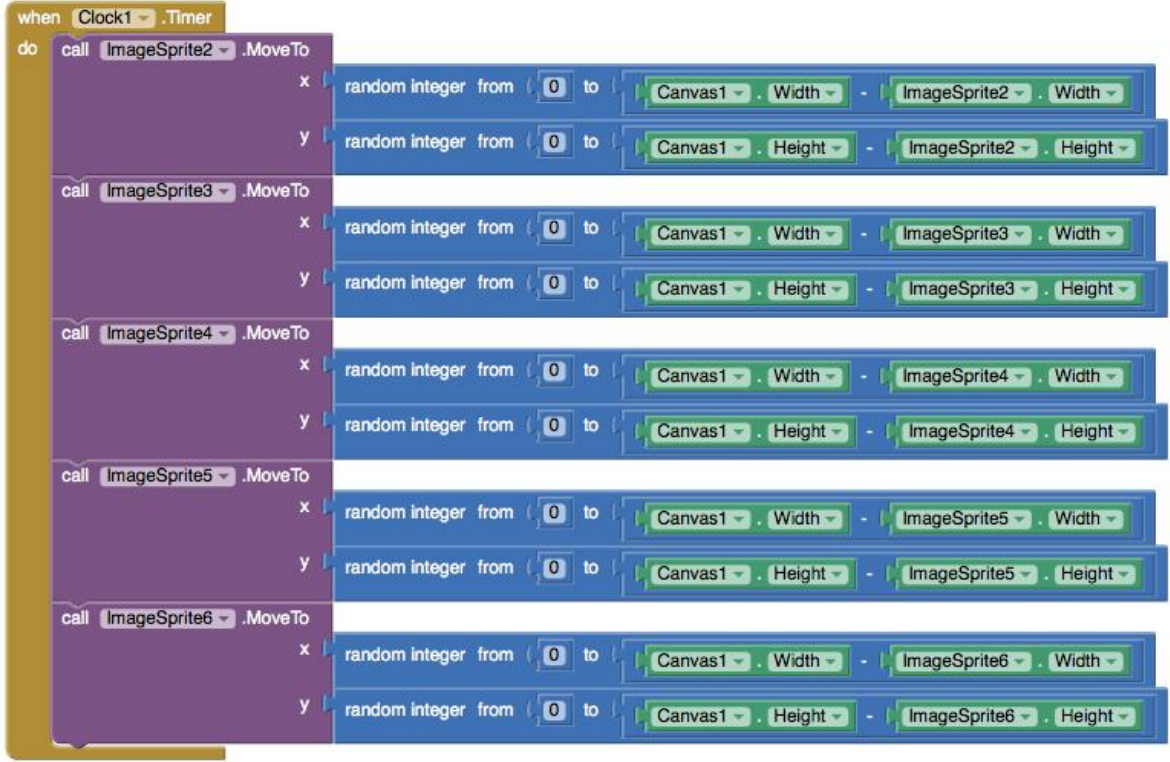 when Clock1 .Timer
do call ImageSprite2 .MoveTo
x random integer from 0 to Canvas1 . Width - ImageSprite2 . Width
y random integer from 0 to Canvas1 . Height - ImageSprite2 . Height
call ImageSprite3 .MoveTo
x random integer from 0 to Canvas1 . Width - ImageSprite3 . Width
y random integer from 0 to Canvas1 . Height - ImageSprite3 . Height
call ImageSprite4 .MoveTo
x random integer from 0 to Canvas1 . Width - ImageSprite4 . Width
y random integer from 0 to Canvas1 . Height - ImageSprite4 . Height
call ImageSprite5 .MoveTo
x random integer from 0 to Canvas1 . Width - ImageSprite5 . Width
y random integer from 0 to Canvas1 . Height - ImageSprite5 . Height
call ImageSprite6 .MoveTo
x random integer from 0 to Canvas1 . Width - ImageSprite6 . Width
y random integer from 0 to Canvas1 . Height - ImageSprite6 . Height